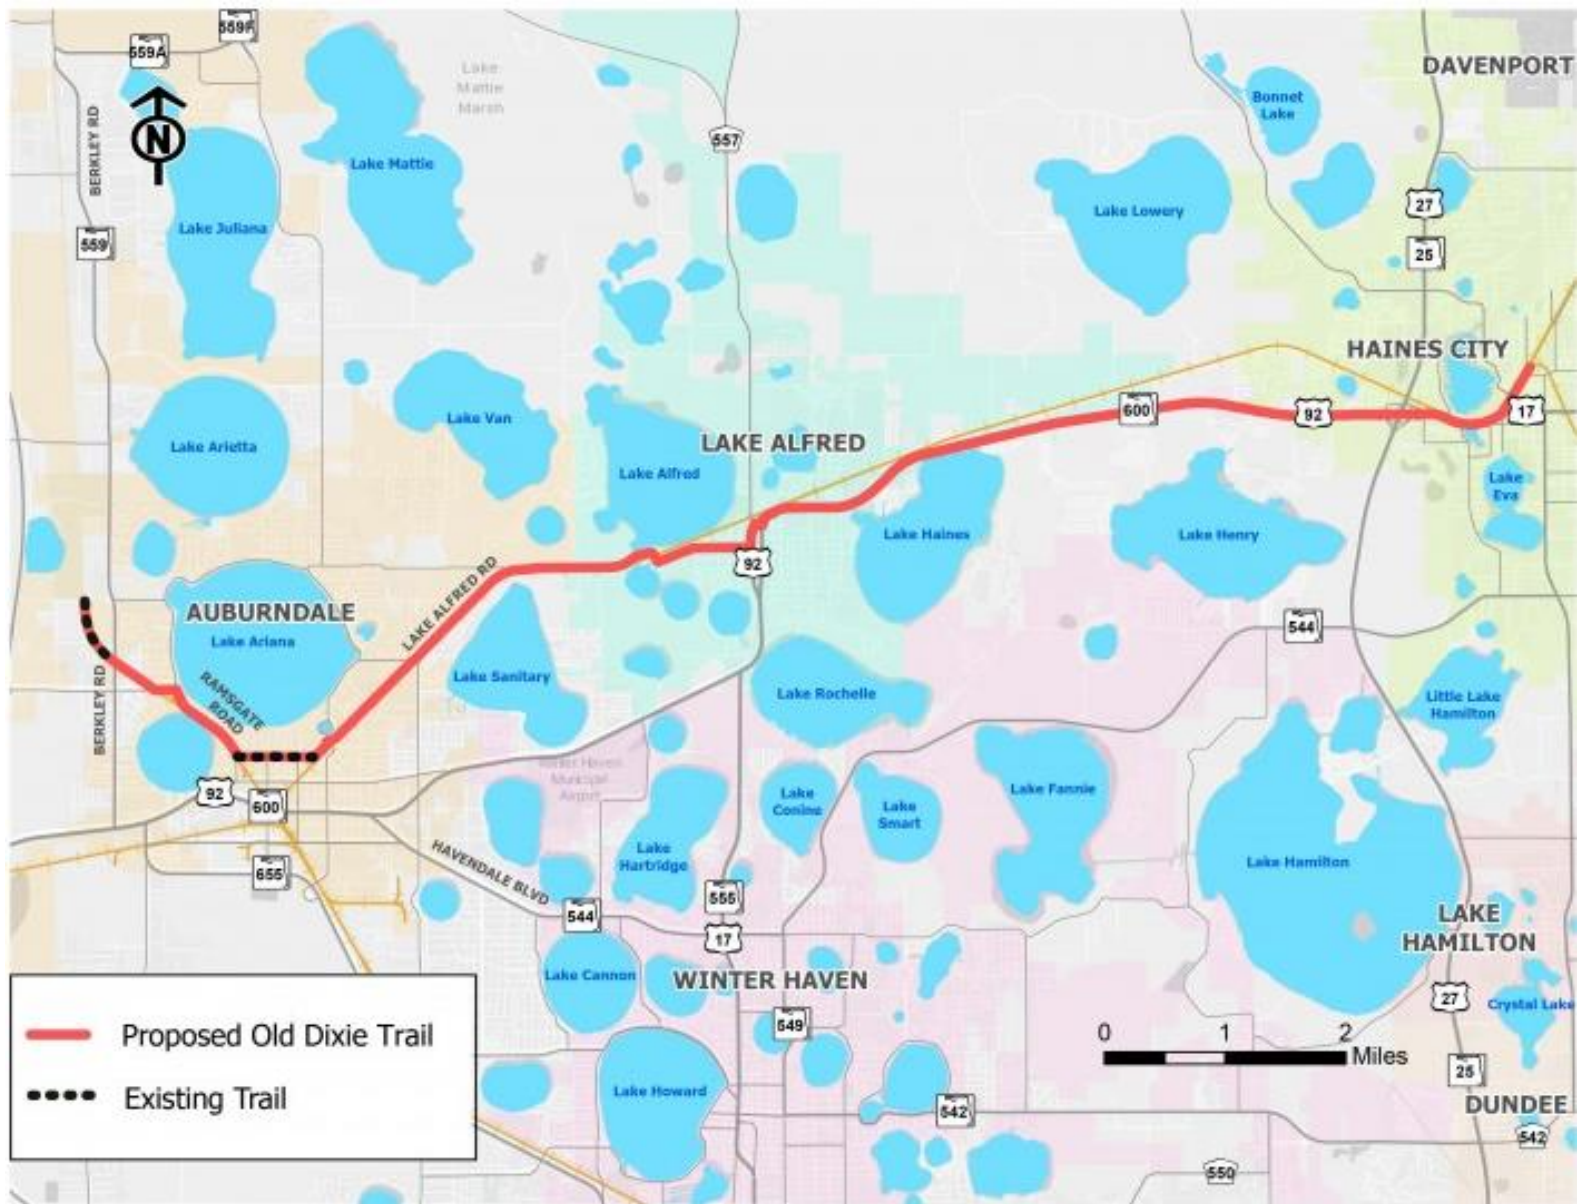 559A
559A
Lake
Mattie
Marsh
DAVENPORT
Bonnet
Lake
N
BERKLEY RD
557
Lake Mattie
Lake Lowery
27
Lake Juliana
559
25
HAINES CITY
600
92
17
Lake Van
LAKE ALFRED
Lake Arietta
Lake Alfred
Lake
Eva
Lake Haines
Lake Henry
92
AUBURNDALE
LAKE ALFRED RD
544
Lake Ariana
Lake Sanitary
Lake Rochelle
Little Lake
Hamilton
BERKLEY RD
RAMSGATE
ROAD
Winter Haven
Municipal
Airport
Lake
Conine
Lake
Smart
Lake Fannie
92
600
Lake
Hartridge
Lake Hamilton
HAVENDALE BLVD
655
555
544
17
LAKE
HAMILTON
Lake Cannon
WINTER HAVEN
27
Crystal Lake
549
0 1 2
Miles
Proposed Old Dixie Trail
Existing Trail
Lake Howard
25
542
DUNDEE
542
550